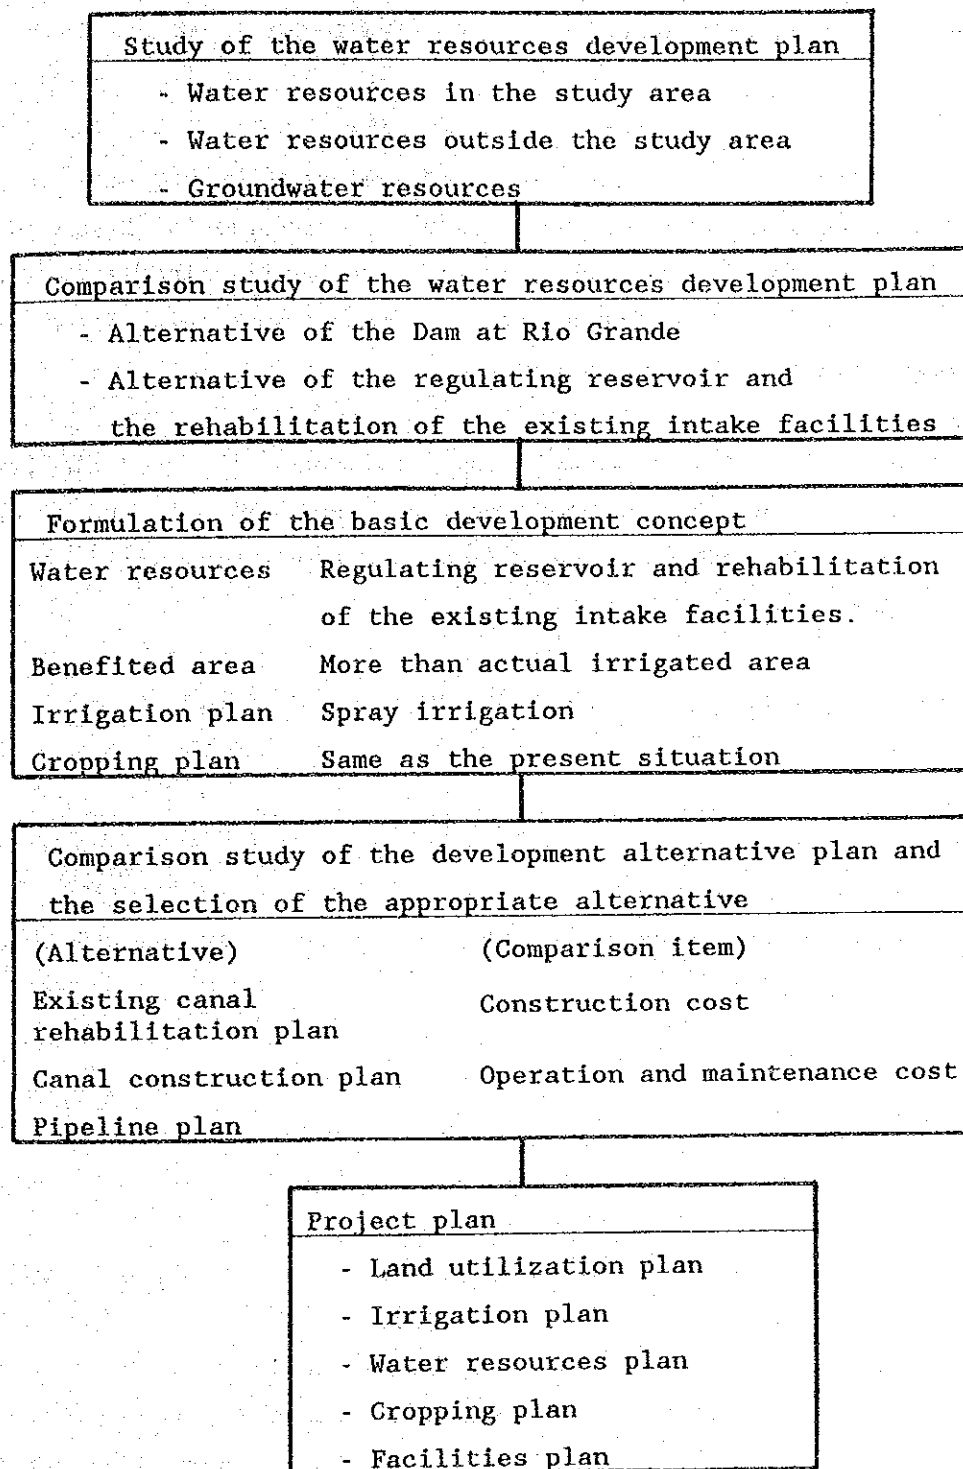 Study of the water resources development plan
- Water resources in the study area
- Water resources outside the study area
- Groundwater resources
Comparison study of the water resources development plan
- Alternative of the Dam at Rio Grande
- Alternative of the regulating reservoir and
the rehabilitation of the existing intake facilities
Formulation of the basic development concept
Water resources Regulating reservoir and rehabilitation
of the existing intake facilities.
Benefited area More than actual irrigated area
Irrigation plan Spray irrigation
Cropping plan Same as the present situation
Comparison study of the development alternative plan and
the selection of the appropriate alternative
(Alternative) (Comparison item)
Existing canal Construction cost
rehabilitation plan
Canal construction plan Operation and maintenance cost
Pipeline plan
Project plan
- Land utilization plan
- Irrigation plan
- Water resources plan
- Cropping plan
- Facilities plan